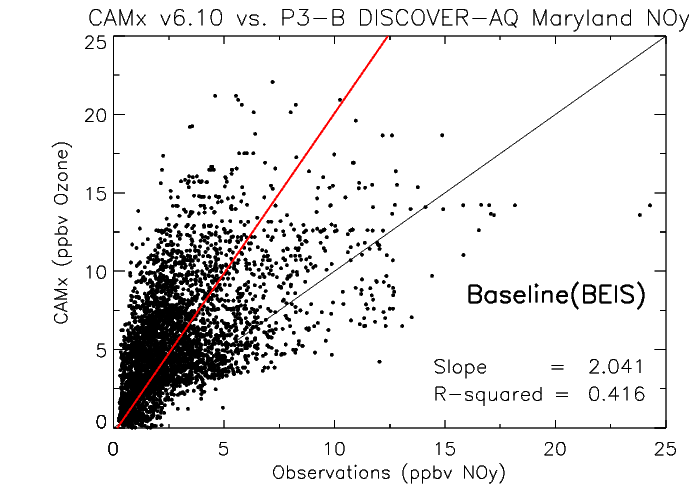 CAMx v6.10 vs. P3-B DISCOVER-AQ Maryland NOy
25
20
15
10
5
0
CAMx (ppbv Ozone)
Baseline(BEIS)
Slope = 2.041
R-squared = 0.416
0 5 10 15 20 25
Observations (ppbv NOy)